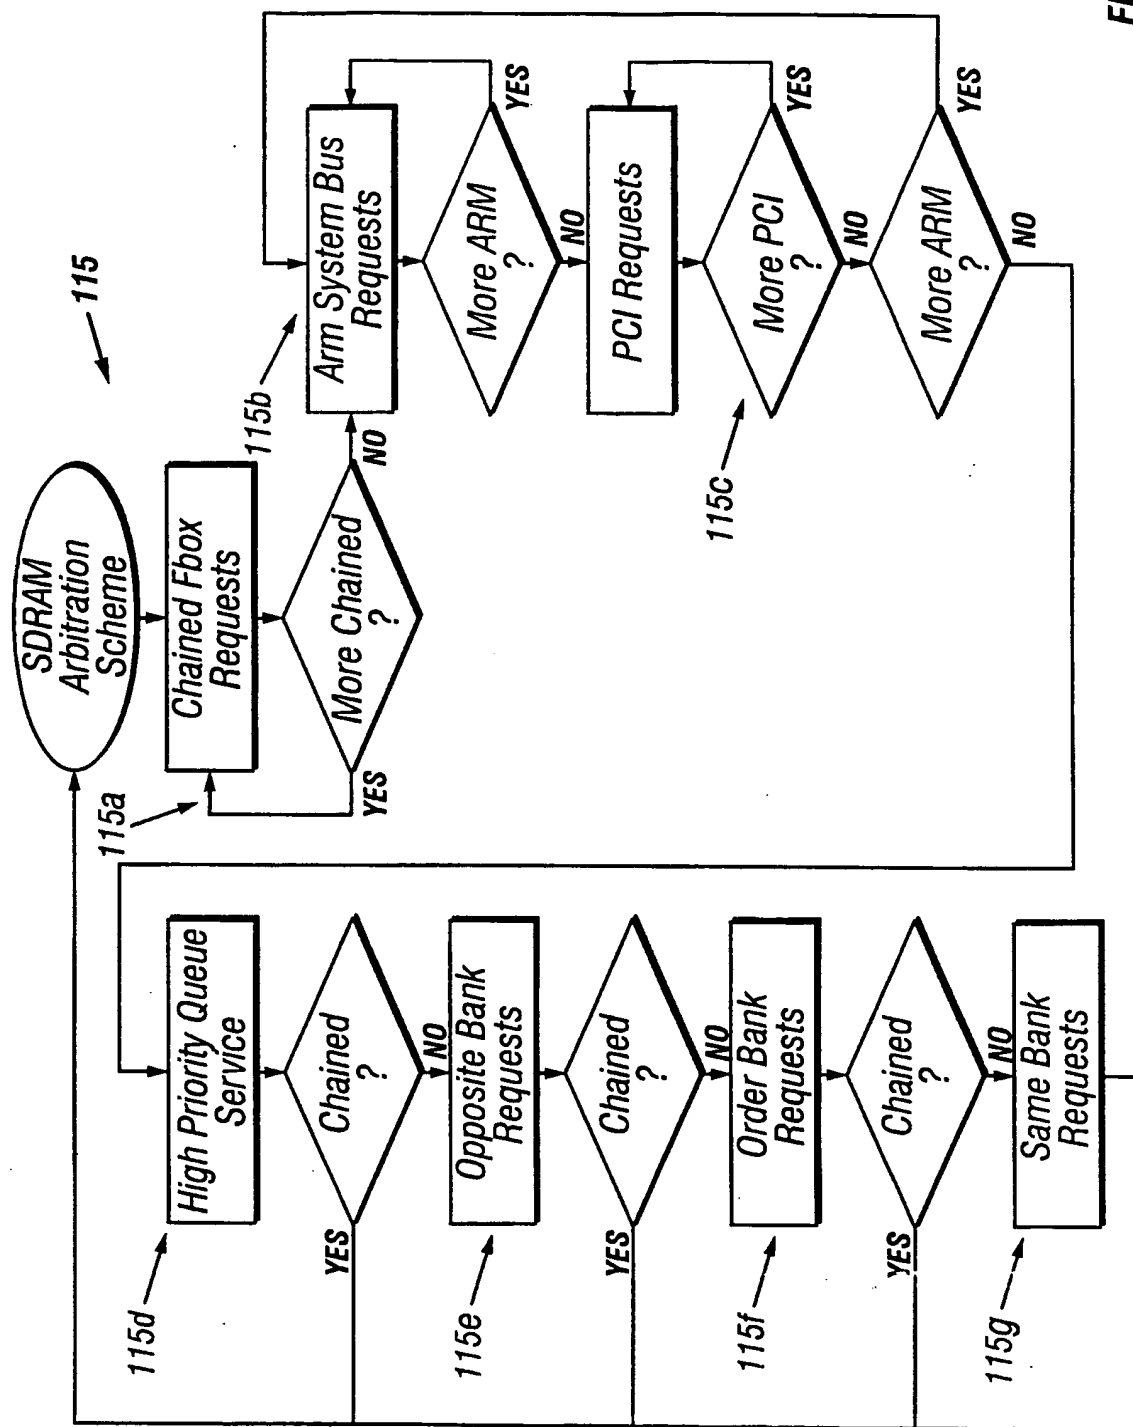 115
SDRAM
Arbitration
Scheme
115a
Chained Fbox
Requests
More Chained
?
YES
NO
115b
Arm System Bus
Requests
More ARM
?
YES
NO
PCI Requests
115c
More PCI
?
YES
NO
More ARM
?
YES
NO
115d
High Priority Queue
Service
Chained
?
YES
NO
115e
Opposite Bank
Requests
Chained
?
YES
NO
115f
Order Bank
Requests
Chained
?
YES
NO
115g
Same Bank
Requests